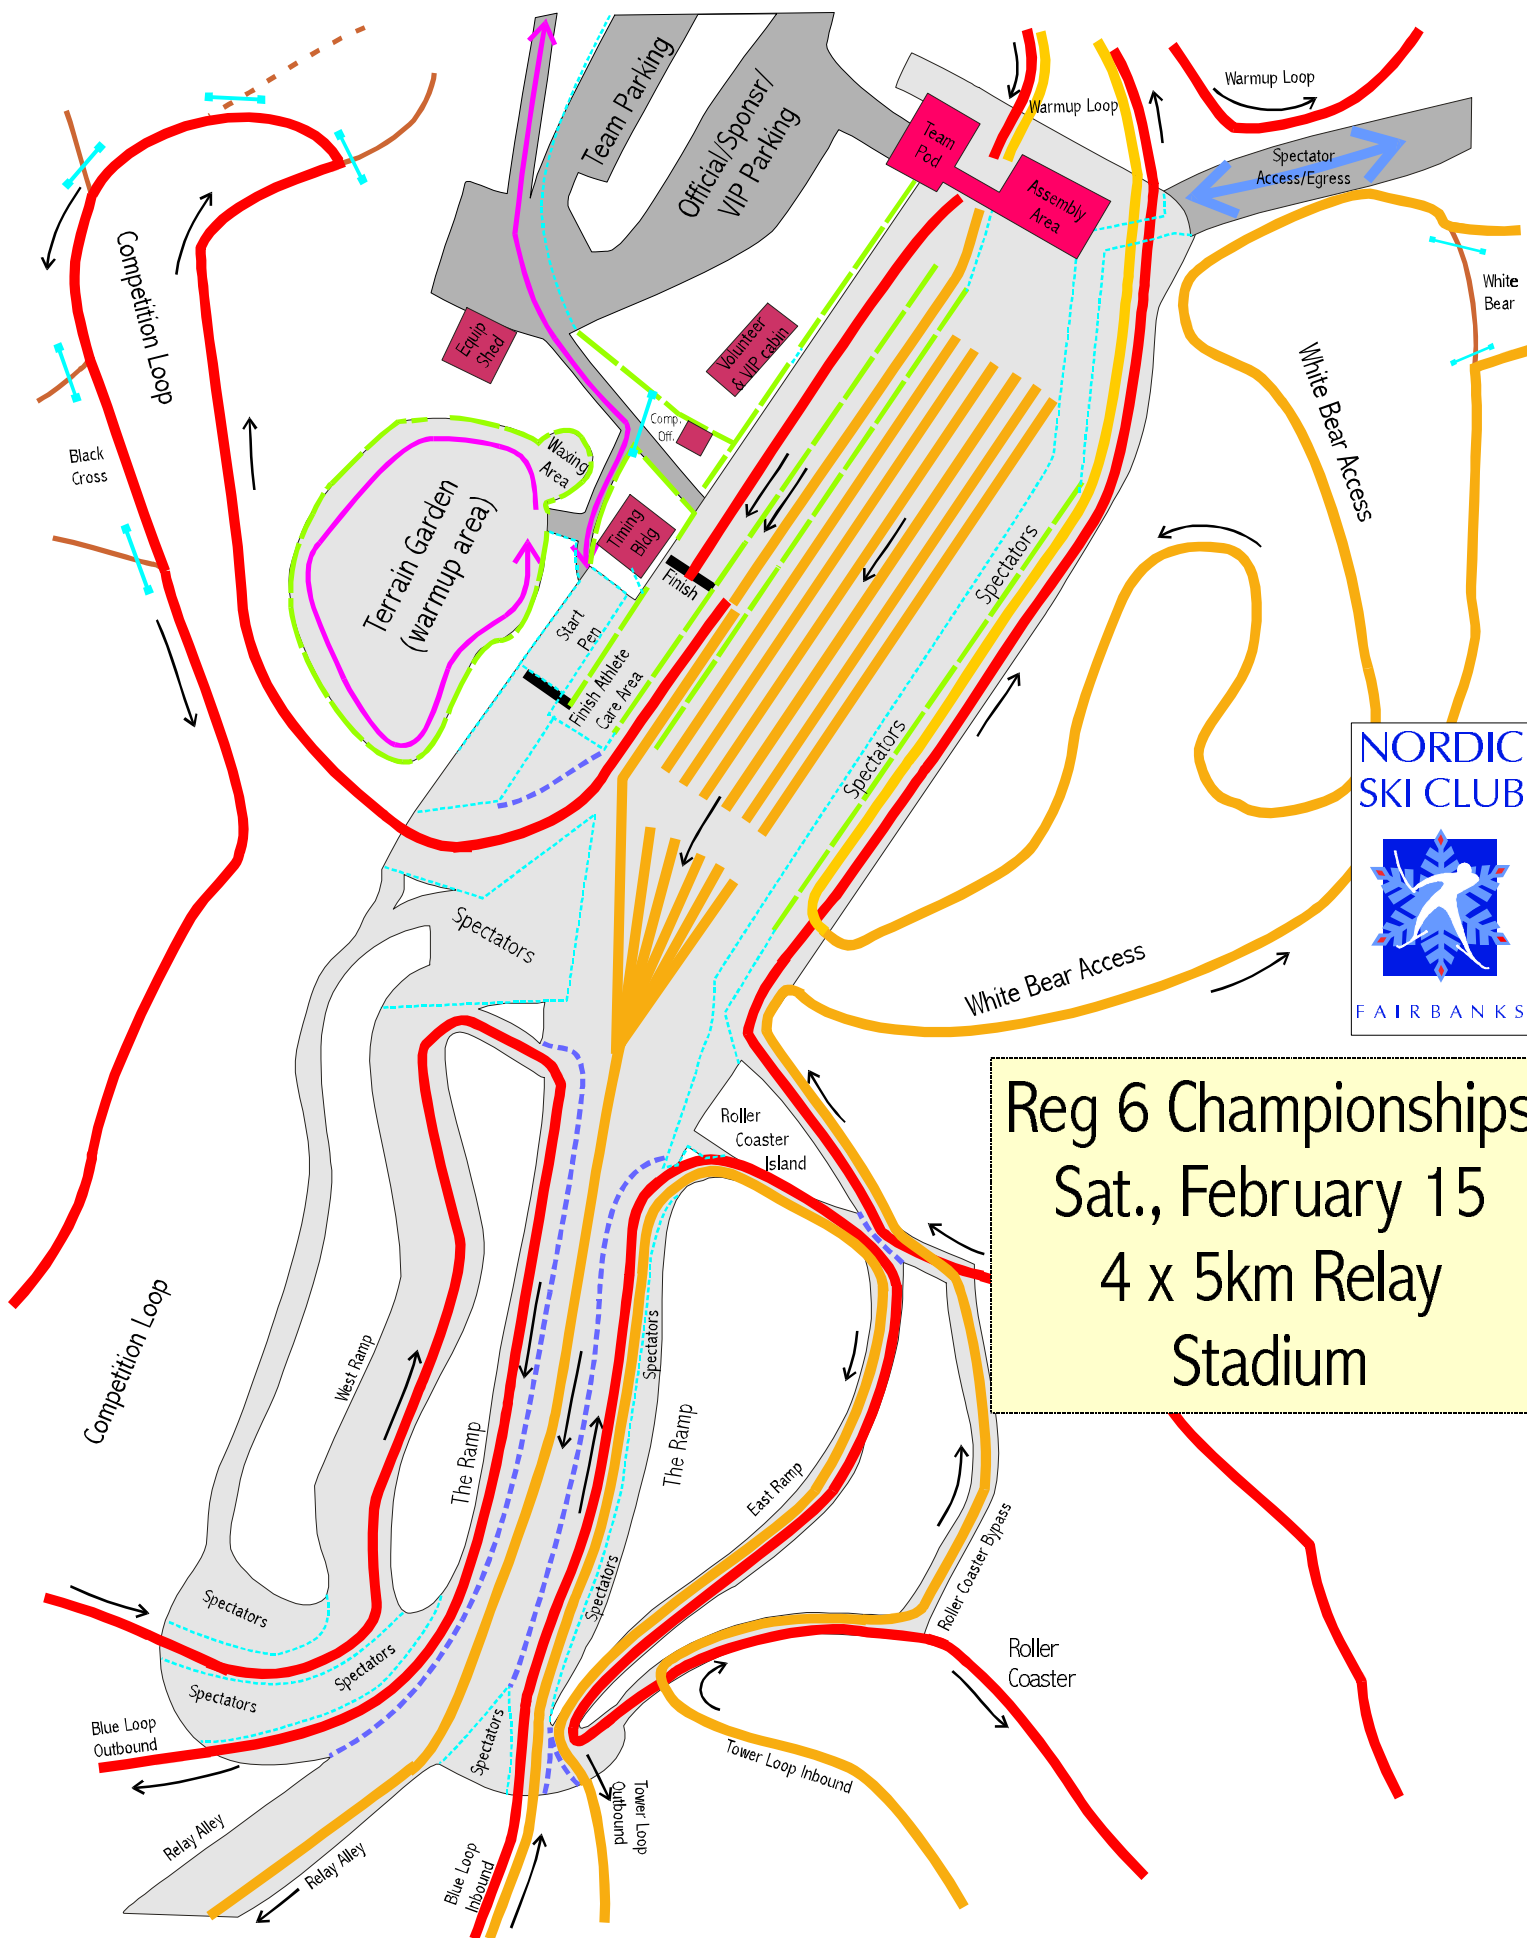 Team Parking
Official/Sponsr/
VIP Parking
Team
Pod
Assembly
Area
Warmup Loop
Warmup Loop
Spectator
Access/Egress
White
Bear
White Bear Access
Competition Loop
Equip
Shed
Volunteer
& VIP cabin
Comp.
Off.
Waxing
Area
Timing
Bldg
Terrain Garden
(warmup area)
Black
Cross
Finish
Start
Pen
Finish Athlete
Care Area
Spectators
Spectators
NORDIC
SKI CLUB
FAIRBANKS
Spectators
White Bear Access
Reg 6 Championships
Sat., February 15
4 x 5km Relay
Stadium
Roller
Coaster
Island
Competition Loop
West Ramp
The Ramp
Spectators
The Ramp
East Ramp
Roller Coaster Bypass
Spectators
Spectators
Spectators
Spectators
Spectators
Roller
Coaster
Blue Loop
Outbound
Tower Loop Inbound
Tower Loop
Outbound
Relay Alley
Relay Alley
Blue Loop
Inbound